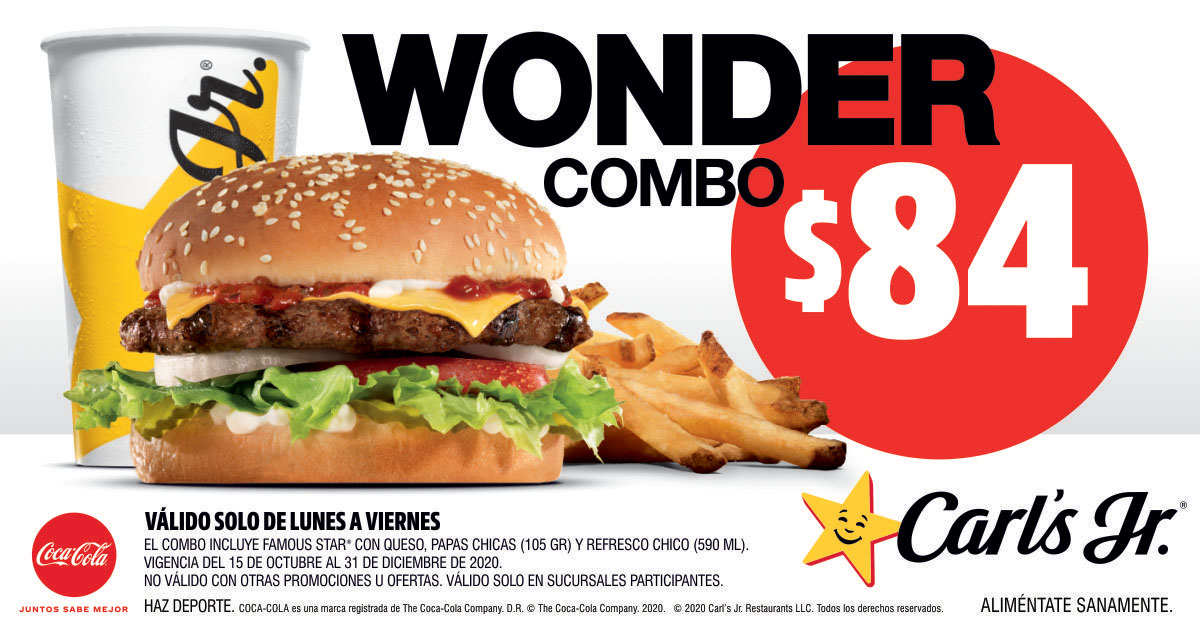 Jr.®
WONDER
COMBO
$84
VÁLIDO SOLO DE LUNES A VIERNES
EL COMBO INCLUYE FAMOUS STAR® CON QUESO, PAPAS CHICAS (105 GR) Y REFRESCO CHICO (590 ML).
VIGENCIA DEL 15 DE OCTUBRE AL 31 DE DICIEMBRE DE 2020.
NO VÁLIDO CON OTRAS PROMOCIONES U OFERTAS. VÁLIDO SOLO EN SUCURSALES PARTICIPANTES.
Coca-Cola
JUNTOS SABE MEJOR
HAZ DEPORTE. COCA-COLA es una marca registrada de The Coca-Cola Company. D.R. © The Coca-Cola Company. 2020. © 2020 Carl's Jr. Restaurants LLC. Todos los derechos reservados.
Carl's Jr.®
ALIMÉNTATE SANAMENTE.